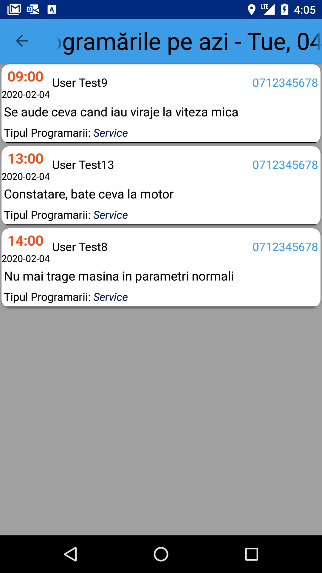 LTE 4:05
ogramările pe azi - Tue, 04
09:00 User Test9 0712345678
2020-02-04
Se aude ceva cand iau viraje la viteza mica
Tipul Programarii: Service
13:00 User Test13 0712345678
2020-02-04
Constatare, bate ceva la motor
Tipul Programarii: Service
14:00 User Test8 0712345678
2020-02-04
Nu mai trage masina in parametri normali
Tipul Programarii: Service